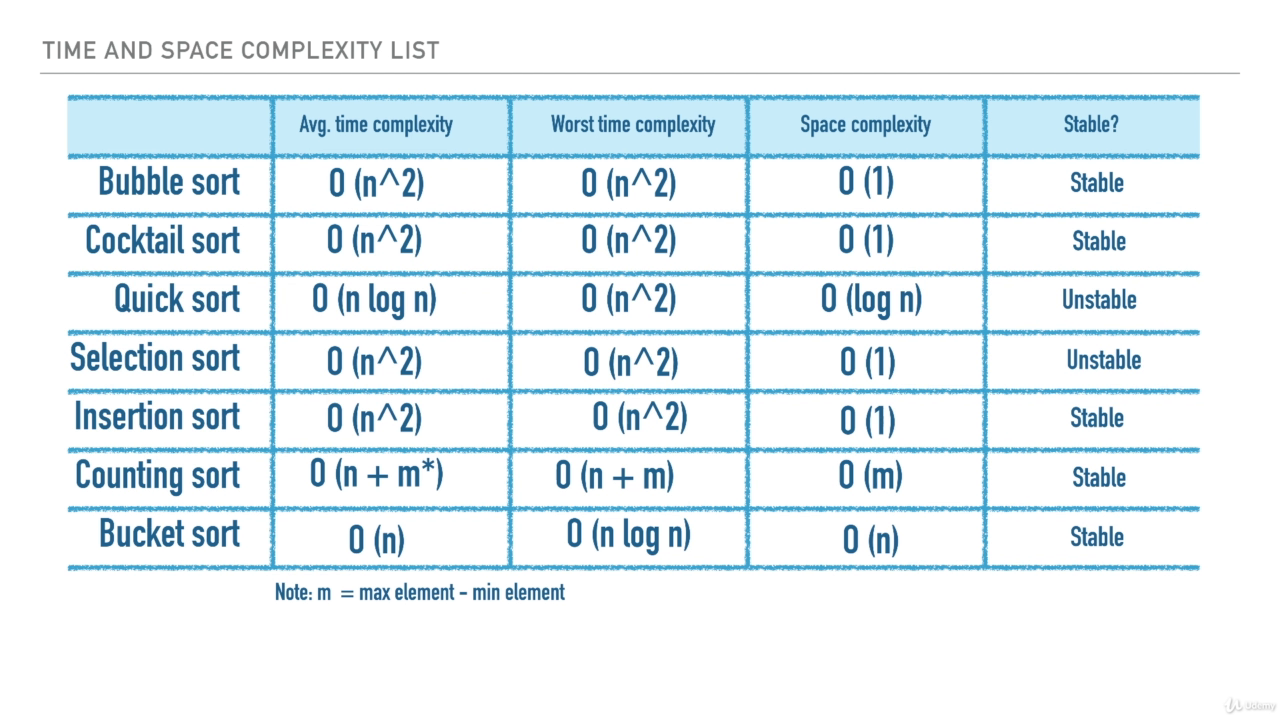 TIME AND SPACE COMPLEXITY LIST
Avg. time complexity Worst time complexity Space complexity Stable?
Bubble sort O (n^2) O (n^2) O (1) Stable
Cocktail sort O (n^2) O (n^2) O (1) Stable
Quick sort O (n log n) O (n^2) O (log n) Unstable
Selection sort O (n^2) O (n^2) O (1) Unstable
Insertion sort O (n^2) O (n^2) O (1) Stable
Counting sort O (n + m*) O (n + m) O (m) Stable
Bucket sort O (n) O (n log n) O (n) Stable
Note: m = max element - min element
Udemy